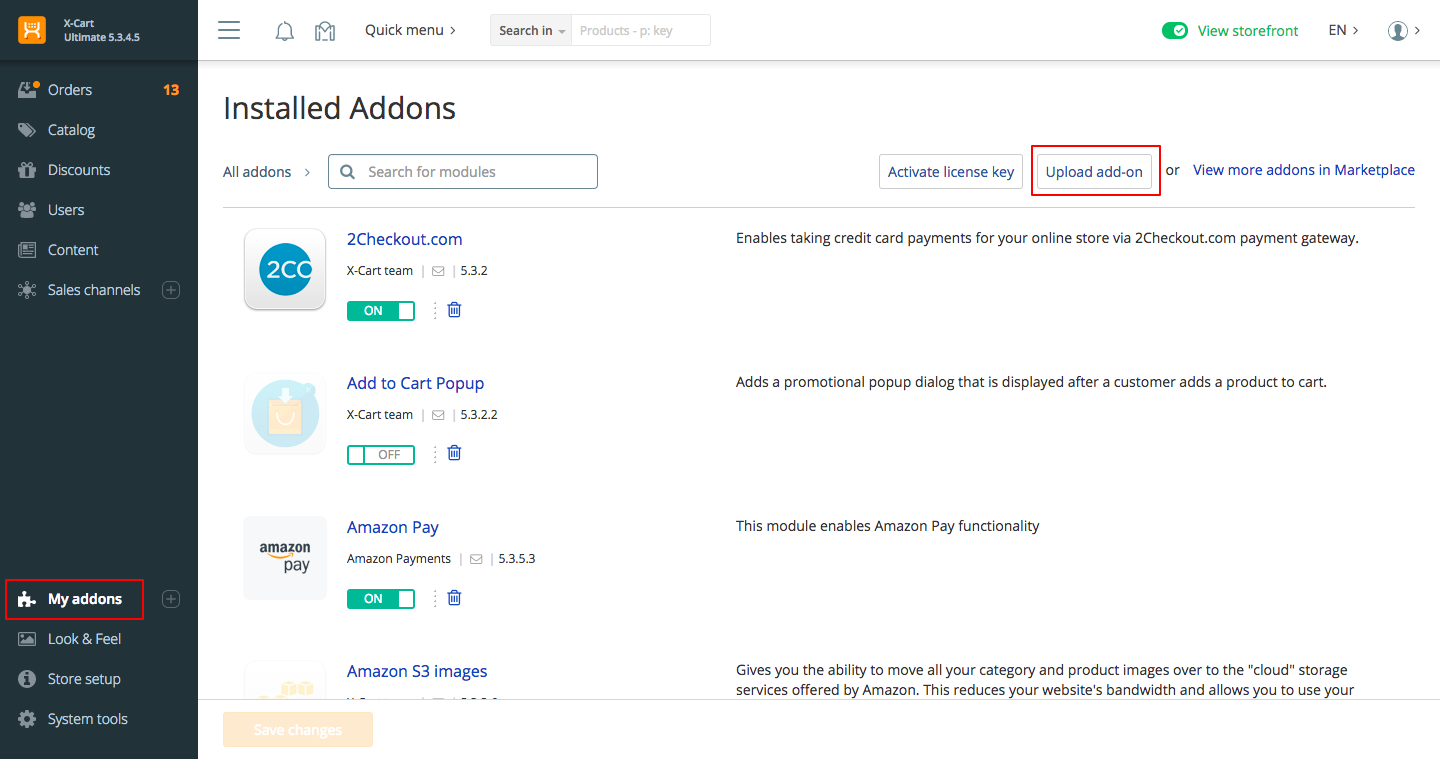 X-Cart
Ultimate 5.3.4.5
Quick menu
Search in
Products - p: key
View storefront
EN
Orders 13
Catalog
Discounts
Users
Content
Sales channels
My addons
Look & Feel
Store setup
System tools
Installed Addons
All addons
Search for modules
Activate license key
Upload add-on
or
View more addons in Marketplace
2CO
2Checkout.com
X-Cart team | | 5.3.2
ON
Enables taking credit card payments for your online store via 2Checkout.com payment gateway.
Add to Cart Popup
X-Cart team | | 5.3.2.2
OFF
Adds a promotional popup dialog that is displayed after a customer adds a product to cart.
amazon
pay
Amazon Pay
Amazon Payments | | 5.3.5.3
ON
This module enables Amazon Pay functionality
Amazon S3 images
Gives you the ability to move all your category and product images over to the "cloud" storage
services offered by Amazon. This reduces your website's bandwidth and allows you to use your
Save changes